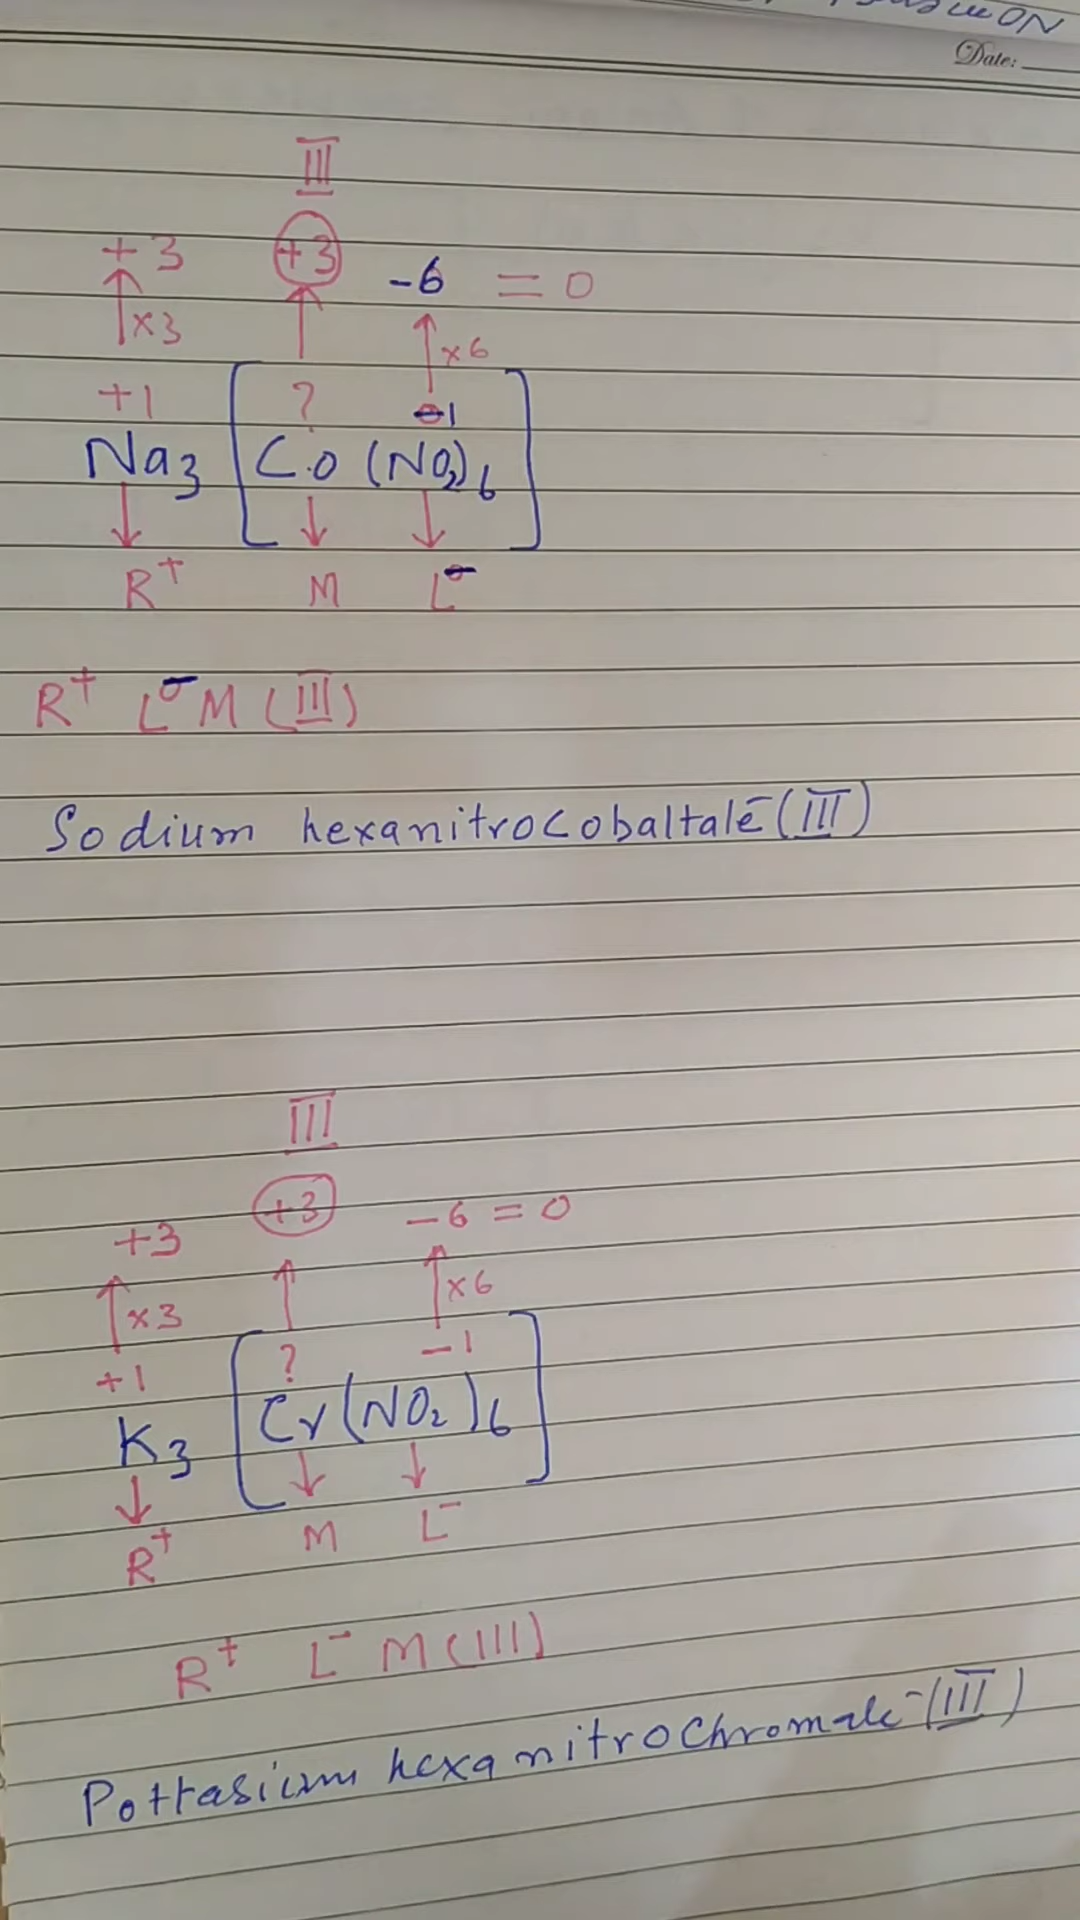 Date:
III
+3 +3 -6 = 0
×3 ×6
+1 ? -1
Na3 [Co(NO2)6]
R+ M L-
R+ L- M (III)
Sodium hexanitrocobaltate (III)
III
+3 +3 -6 = 0
×3 ×6
+1 ? -1
K3 [Cr(NO2)6]
R+ M L-
R+ L- M (III)
Pottasium hexanitrochromate (III)